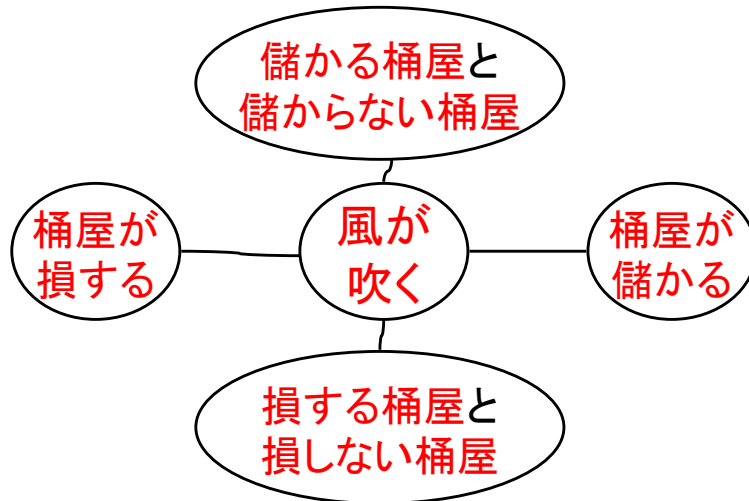 儲かる桶屋と
儲からない桶屋
桶屋が
損する
風が
吹く
桶屋が
儲かる
損する桶屋と
損しない桶屋